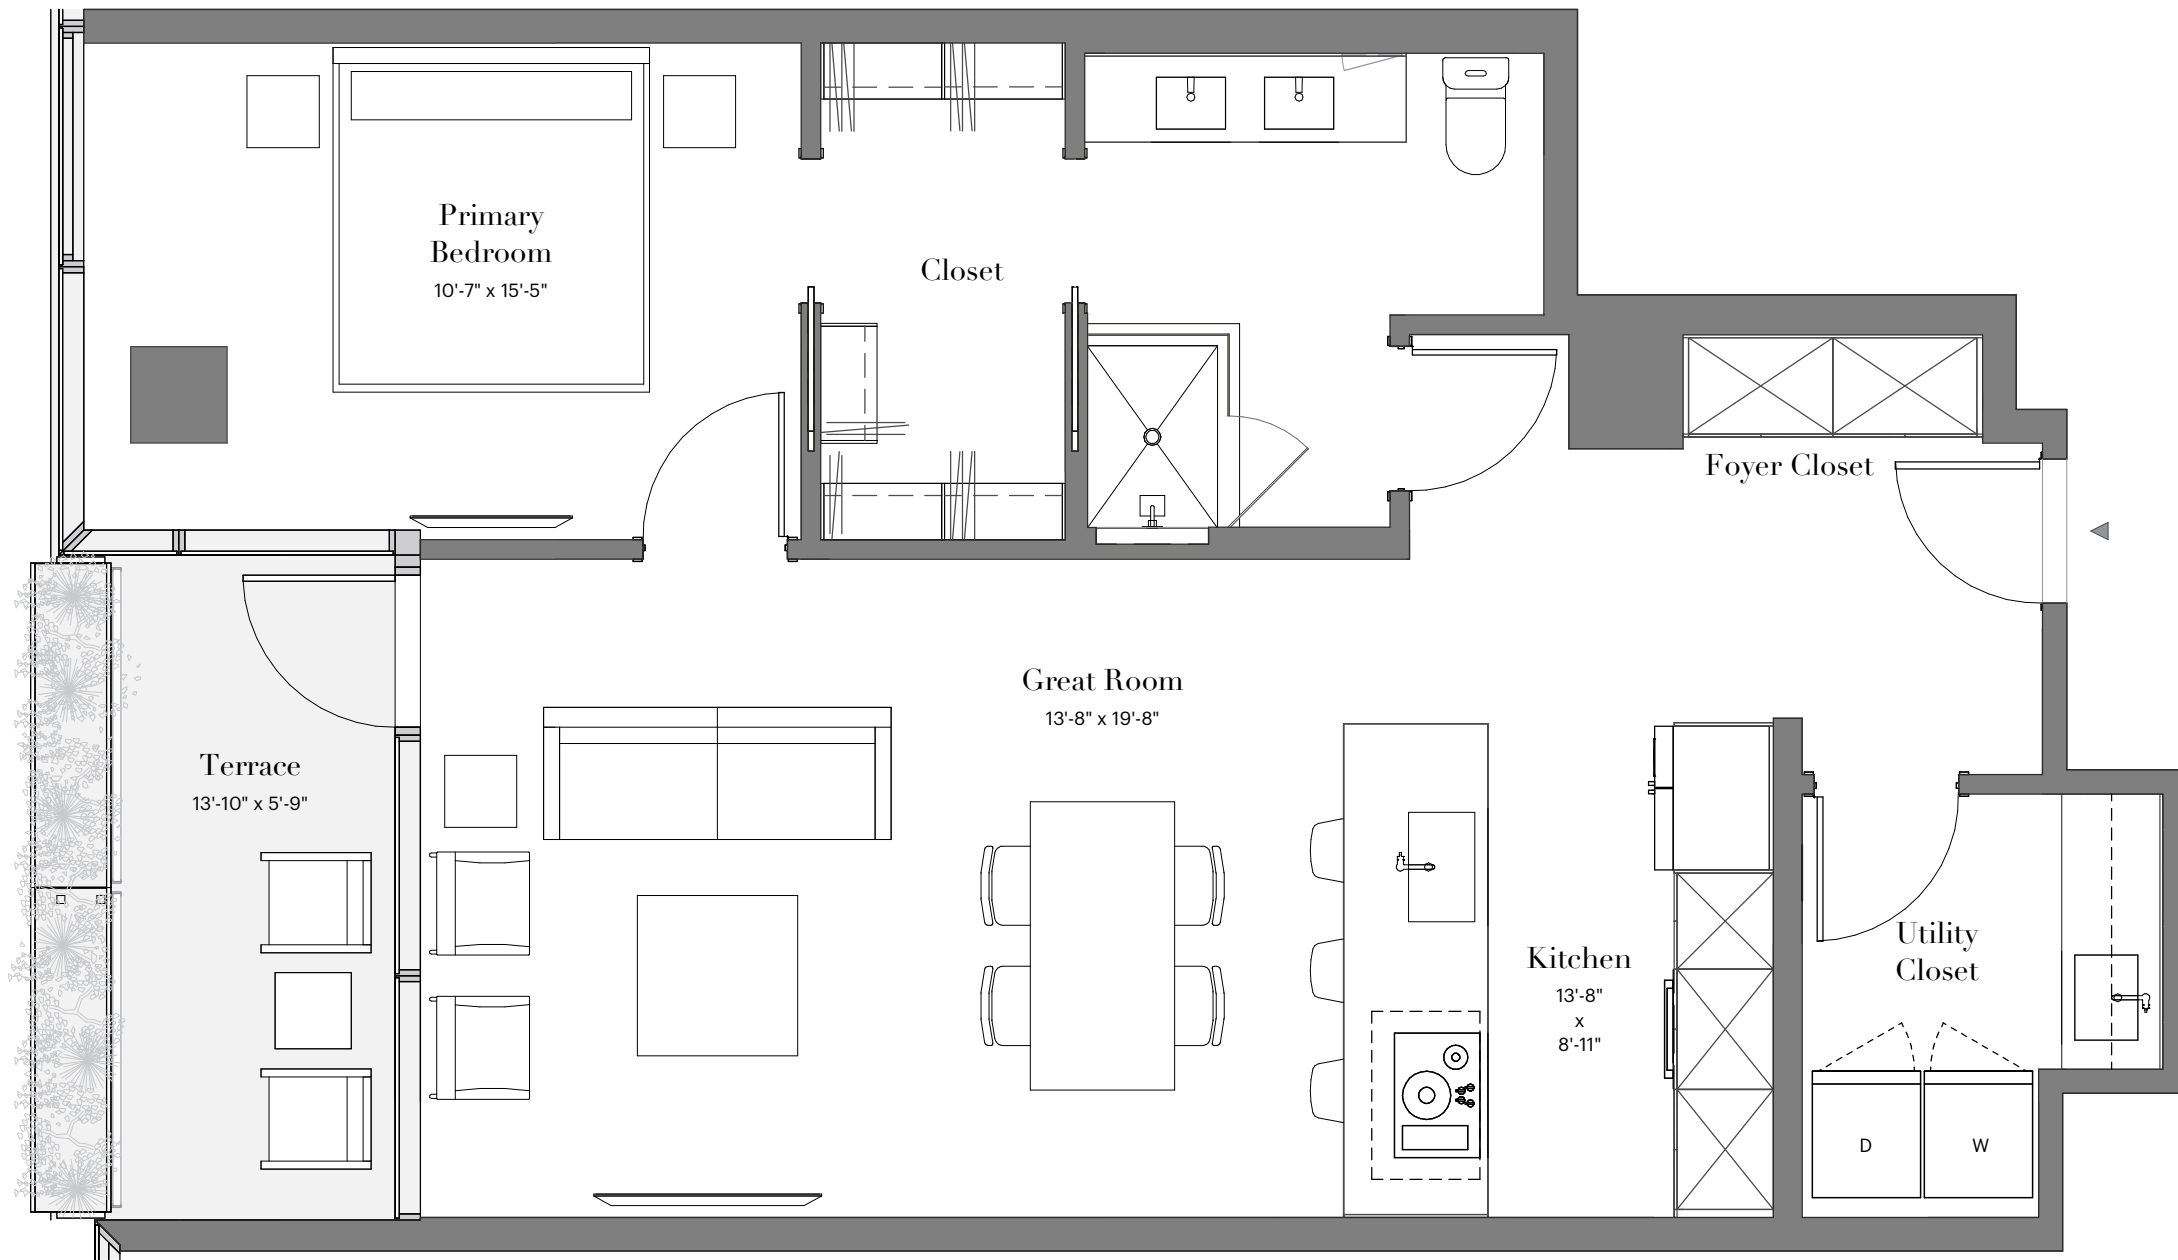 Primary
Bedroom
10'-7" x 15'-5"
Closet
Foyer Closet
Great Room
13'-8" x 19'-8"
Terrace
13'-10" x 5'-9"
Kitchen
13'-8"
x
8'-11"
Utility
Closet
D
W